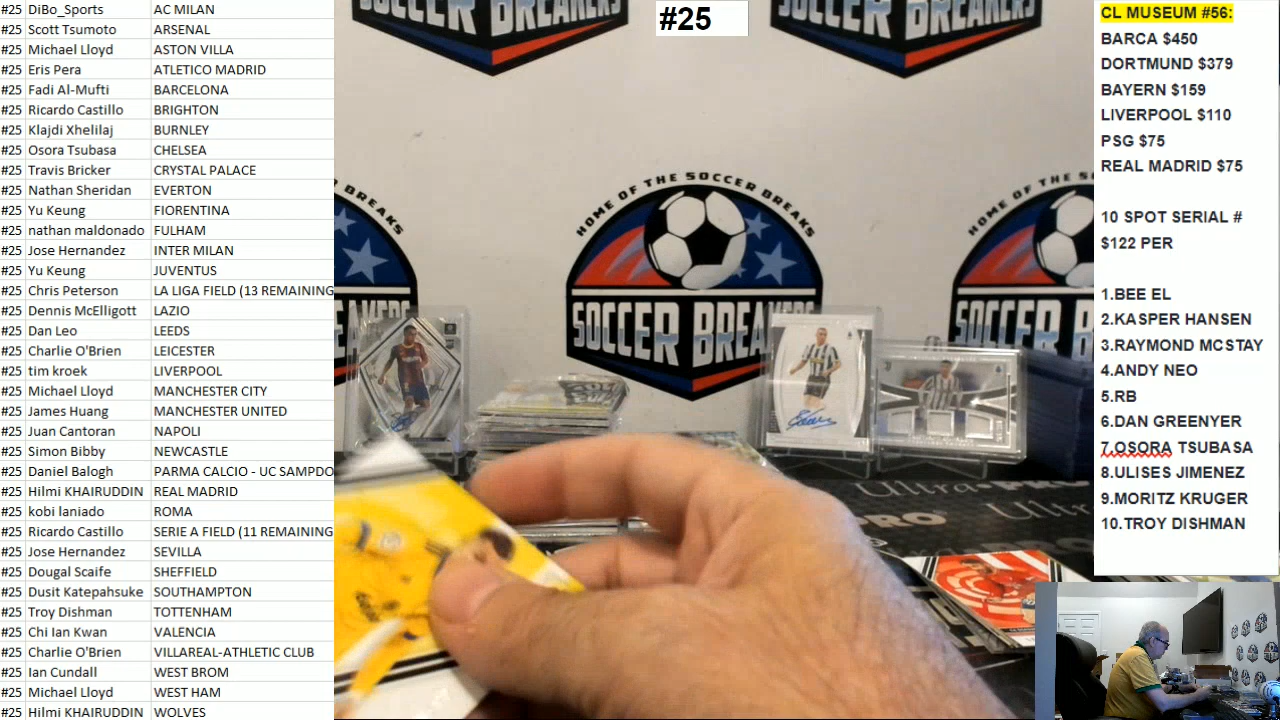 #25 DiBo_Sports AC MILAN
#25 Scott Tsumoto ARSENAL
#25 Michael Lloyd ASTON VILLA
#25 Eris Pera ATLETICO MADRID
#25 Fadi Al-Mufti BARCELONA
#25 Ricardo Castillo BRIGHTON
#25 Klajdi Xhelilaj BURNLEY
#25 Osora Tsubasa CHELSEA
#25 Travis Bricker CRYSTAL PALACE
#25 Nathan Sheridan EVERTON
#25 Yu Keung FIORENTINA
#25 nathan maldonado FULHAM
#25 Jose Hernandez INTER MILAN
#25 Yu Keung JUVENTUS
#25 Chris Peterson LA LIGA FIELD (13 REMAINING
#25 Dennis McElligott LAZIO
#25 Dan Leo LEEDS
#25 Charlie O'Brien LEICESTER
#25 tim kroek LIVERPOOL
#25 Michael Lloyd MANCHESTER CITY
#25 James Huang MANCHESTER UNITED
#25 Juan Cantoran NAPOLI
#25 Simon Bibby NEWCASTLE
#25 Daniel Balogh PARMA CALCIO - UC SAMPDO
#25 Hilmi KHAIRUDDIN REAL MADRID
#25 kobi laniado ROMA
#25 Ricardo Castillo SERIE A FIELD (11 REMAINING
#25 Jose Hernandez SEVILLA
#25 Dougal Scaife SHEFFIELD
#25 Dusit Katepahsuke SOUTHAMPTON
#25 Troy Dishman TOTTENHAM
#25 Chi Ian Kwan VALENCIA
#25 Charlie O'Brien VILLAREAL-ATHLETIC CLUB
#25 Ian Cundall WEST BROM
#25 Michael Lloyd WEST HAM
#25 Hilmi KHAIRUDDIN WOLVES
SOCCER BREAKERS
#25
SOCCER BREAKERS
HOME OF THE SOCCER BREAKS
SOCCER BREAKERS
Ultra PRO
CL MUSEUM #56:
BARCA $450
DORTMUND $379
BAYERN $159
LIVERPOOL $110
PSG $75
REAL MADRID $75
10 SPOT SERIAL #
$122 PER
1.BEE EL
2.KASPER HANSEN
3.RAYMOND MCSTAY
4.ANDY NEO
5.RB
6.DAN GREENYER
7.OSORA TSUBASA
8.ULISES JIMENEZ
9.MORITZ KRUGER
10.TROY DISHMAN